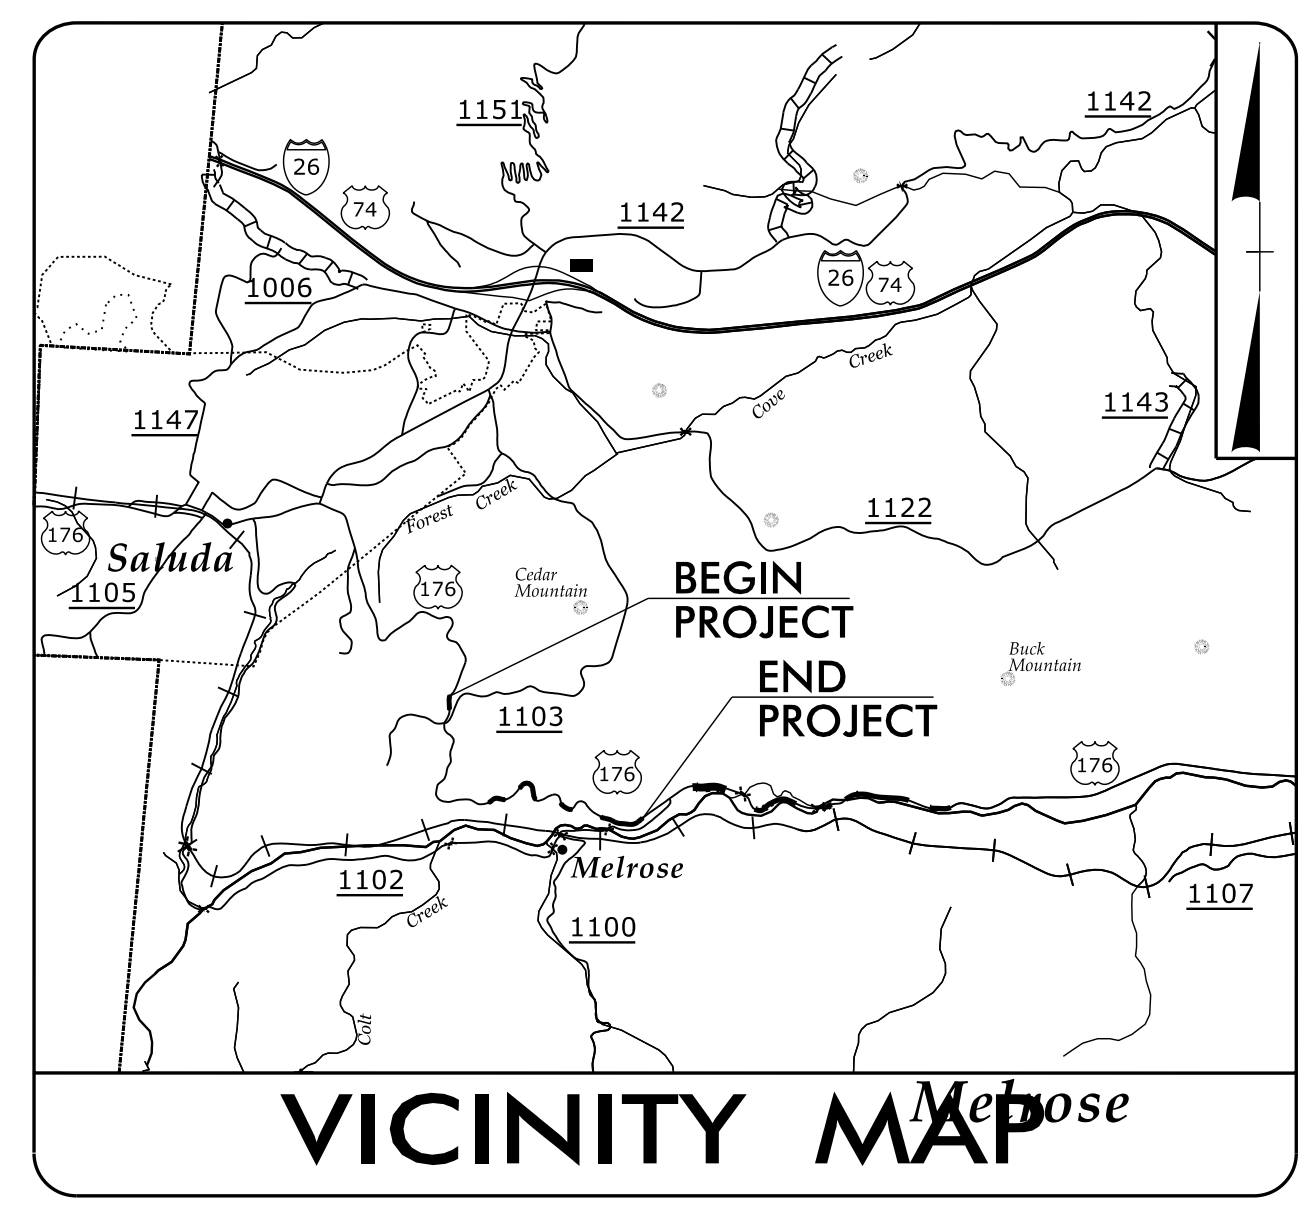 1151
1142
26
74
1142
26
74
1006
Creek
Cove
1147
1143
Creek
Forest
1122
176
Saluda
1105
176
Cedar
Mountain
BEGIN
PROJECT
Buck
Mountain
END
PROJECT
1103
176
176
Melrose
1102
1107
Creek
1100
Colt
Melrose
VICINITY MAP